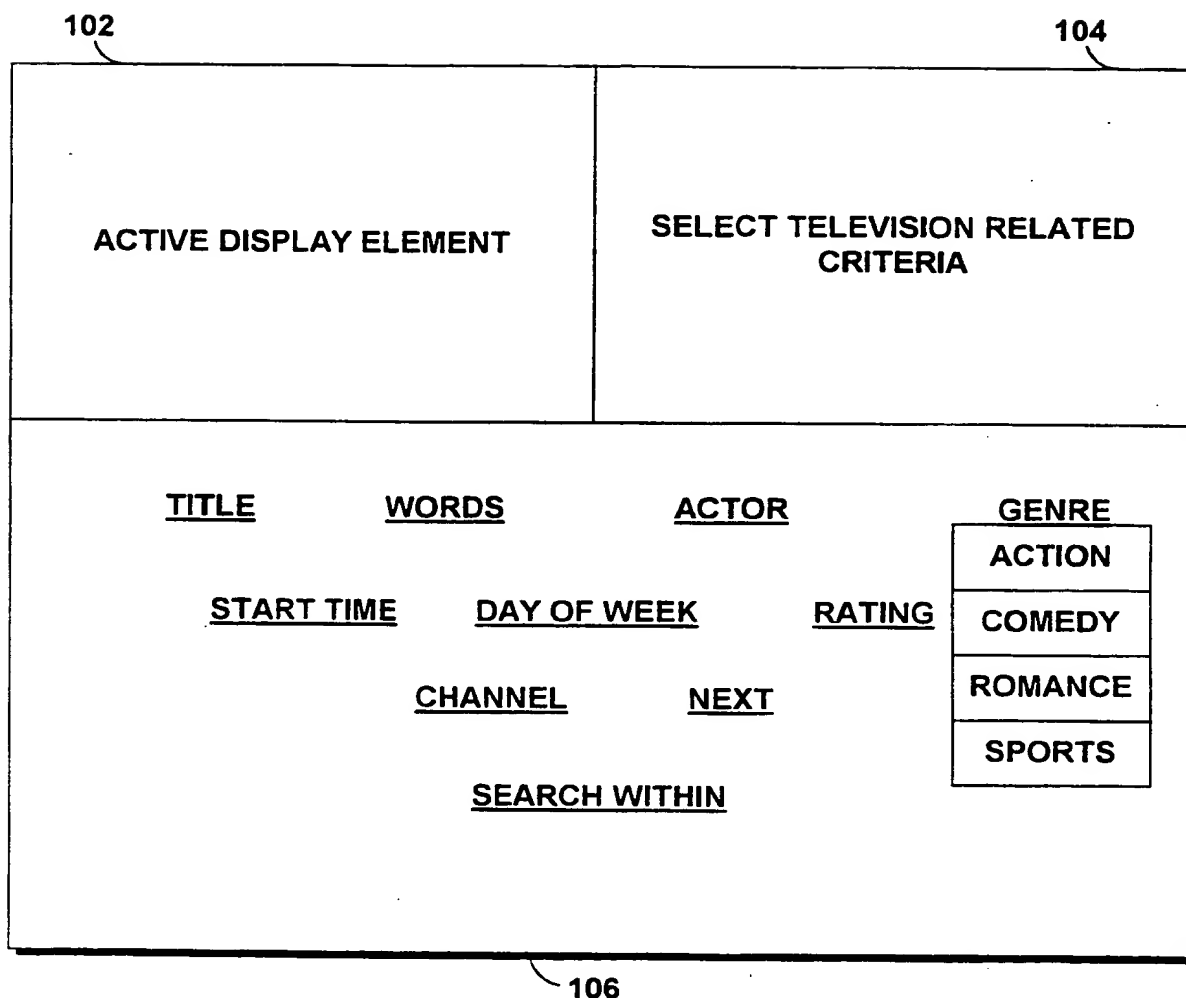 102
104
ACTIVE DISPLAY ELEMENT
SELECT TELEVISION RELATED
CRITERIA
TITLE WORDS ACTOR GENRE
ACTION
START TIME DAY OF WEEK RATING COMEDY
CHANNEL NEXT ROMANCE
SPORTS
SEARCH WITHIN
106